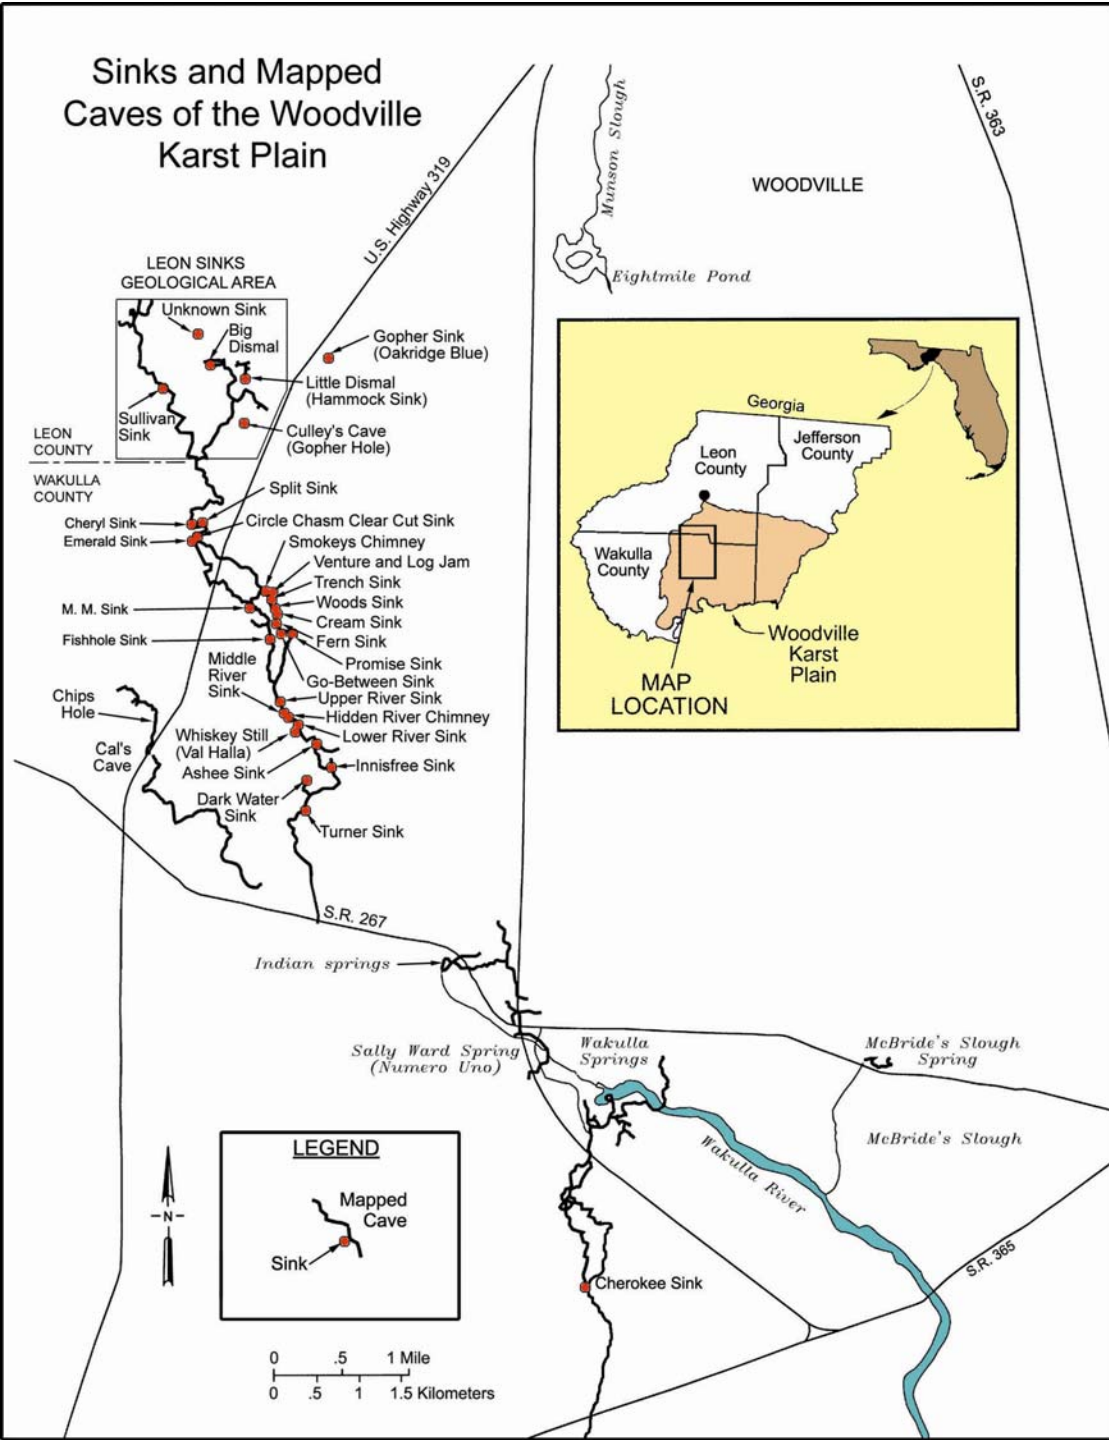 Sinks and Mapped
Caves of the Woodville
Karst Plain
U.S. Highway 319
Munson Slough
S.R. 363
WOODVILLE
Eightmile Pond
LEON SINKS
GEOLOGICAL AREA
Unknown Sink
Big
Dismal
Gopher Sink
(Oakridge Blue)
Little Dismal
(Hammock Sink)
Sullivan
Sink
Culley's Cave
(Gopher Hole)
LEON
COUNTY
WAKULLA
COUNTY
Split Sink
Cheryl Sink
Circle Chasm Clear Cut Sink
Emerald Sink
Smokeys Chimney
Venture and Log Jam
Trench Sink
Woods Sink
M. M. Sink
Cream Sink
Fishhole Sink
Fern Sink
Promise Sink
Middle
River
Sink
Go-Between Sink
Upper River Sink
Hidden River Chimney
Chips
Hole
Whiskey Still
(Val Halla)
Lower River Sink
Cal's
Cave
Ashee Sink
Innisfree Sink
Dark Water
Sink
Turner Sink
Georgia
Leon
County
Jefferson
County
Wakulla
County
Woodville
Karst
Plain
MAP
LOCATION
S.R. 267
Indian springs
Sally Ward Spring
(Numero Uno)
Wakulla
Springs
McBride's Slough
Spring
McBride's Slough
Wakulla River
S.R. 365
Cherokee Sink
LEGEND
Mapped
Cave
Sink
N
0 .5 1 Mile
0 .5 1 1.5 Kilometers